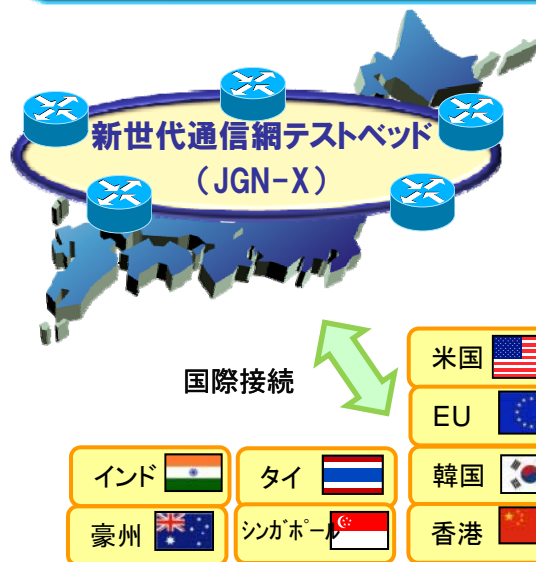 新世代通信網テストベッド
（JGN-X）
国際接続
米国
EU
インド
タイ
韓国
豪州
シンガポール
香港